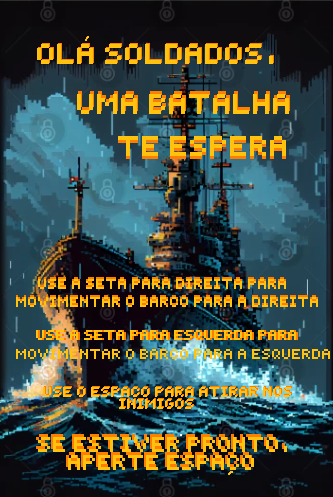 OLÁ SOLDADOS,
UMA BATALHA
TE ESPERA
USE A SETA PARA DIREITA PARA
MOVIMENTAR O BARCO PARA A DIREITA
USE A SETA PARA ESQUERDA PARA
MOVIMENTAR O BARCO PARA A ESQUERDA
USE O ESPAÇO PARA ATIRAR NOS
INIMIGOS
SE ESTIVER PRONTO,
APERTE ESPAÇO